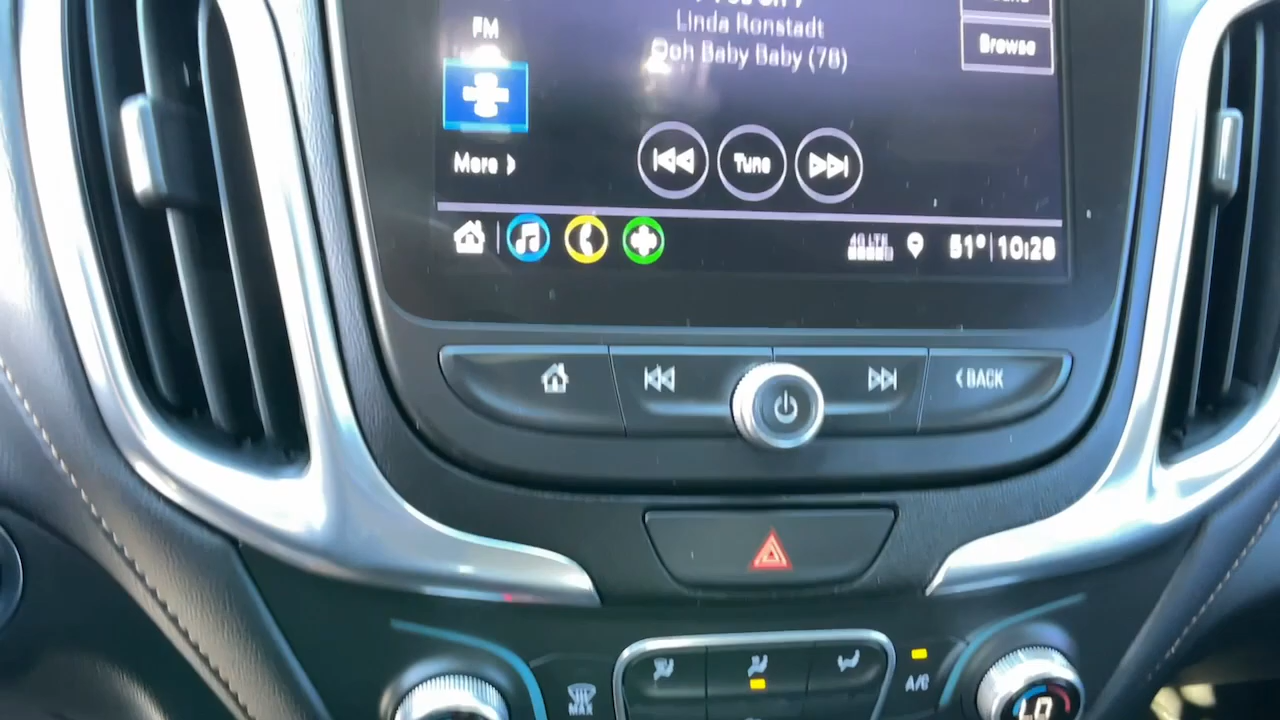 FM
Linda Ronstadt
Ooh Baby Baby (78)
Browse
More
Tune
4G LTE
51° 10:28
BACK
MAX
A/C
LO